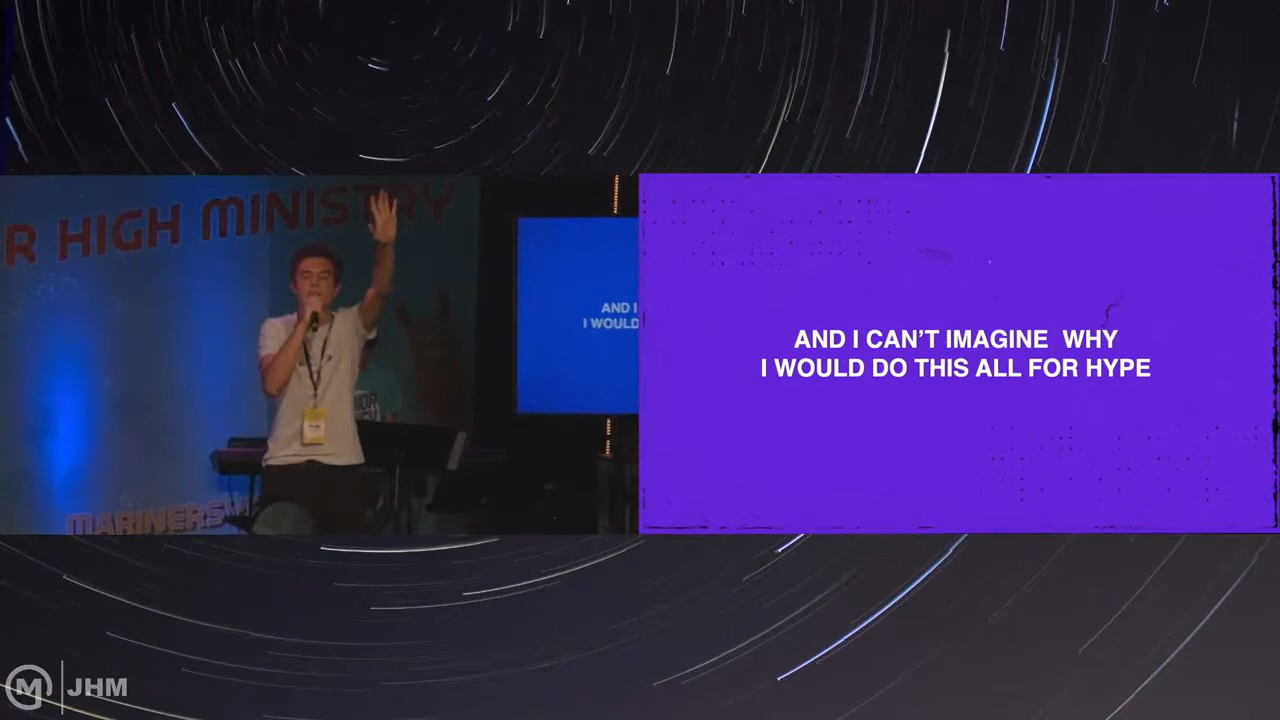 R HIGH MINISTRY
AND I
I WOULD
AND I CAN'T IMAGINE  WHY
I WOULD DO THIS ALL FOR HYPE
MARINERS
M JHM